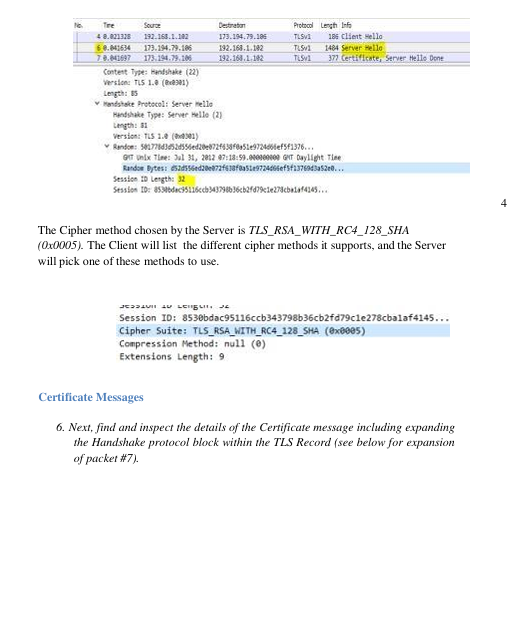 No. Time Source Destination Protocol Length Info
4 0.021328 192.168.1.102 173.194.79.106 TLSv1 186 Client Hello
6 0.041634 173.194.79.106 192.168.1.102 TLSv1 1484 Server Hello
7 0.041697 173.194.79.106 192.168.1.102 TLSv1 377 Certificate, Server Hello Done
Content Type: Handshake (22)
Version: TLS 1.0 (0x0301)
Length: 85
Handshake Protocol: Server Hello
Handshake Type: Server Hello (2)
Length: 81
Version: TLS 1.0 (0x0301)
Random: 501778d3d52d556ed20e072f638f0a51e9724d66ef5f1376...
GMT Unix Time: Jul 31, 2012 07:18:59.000000000 GMT Daylight Time
Random Bytes: d52d556ed20e072f638f0a51e9724d66ef5f13769d3a52e0...
Session ID Length: 32
Session ID: 8530bdac95116ccb343798b36cb2fd79c1e278cba1af4145...
4
The Cipher method chosen by the Server is TLS_RSA_WITH_RC4_128_SHA
(0x0005). The Client will list the different cipher methods it supports, and the Server
will pick one of these methods to use.
Session ID Length: 32
Session ID: 8530bdac95116ccb343798b36cb2fd79c1e278cba1af4145...
Cipher Suite: TLS_RSA_WITH_RC4_128_SHA (0x0005)
Compression Method: null (0)
Extensions Length: 9
Certificate Messages
6. Next, find and inspect the details of the Certificate message including expanding
the Handshake protocol block within the TLS Record (see below for expansion
of packet #7).